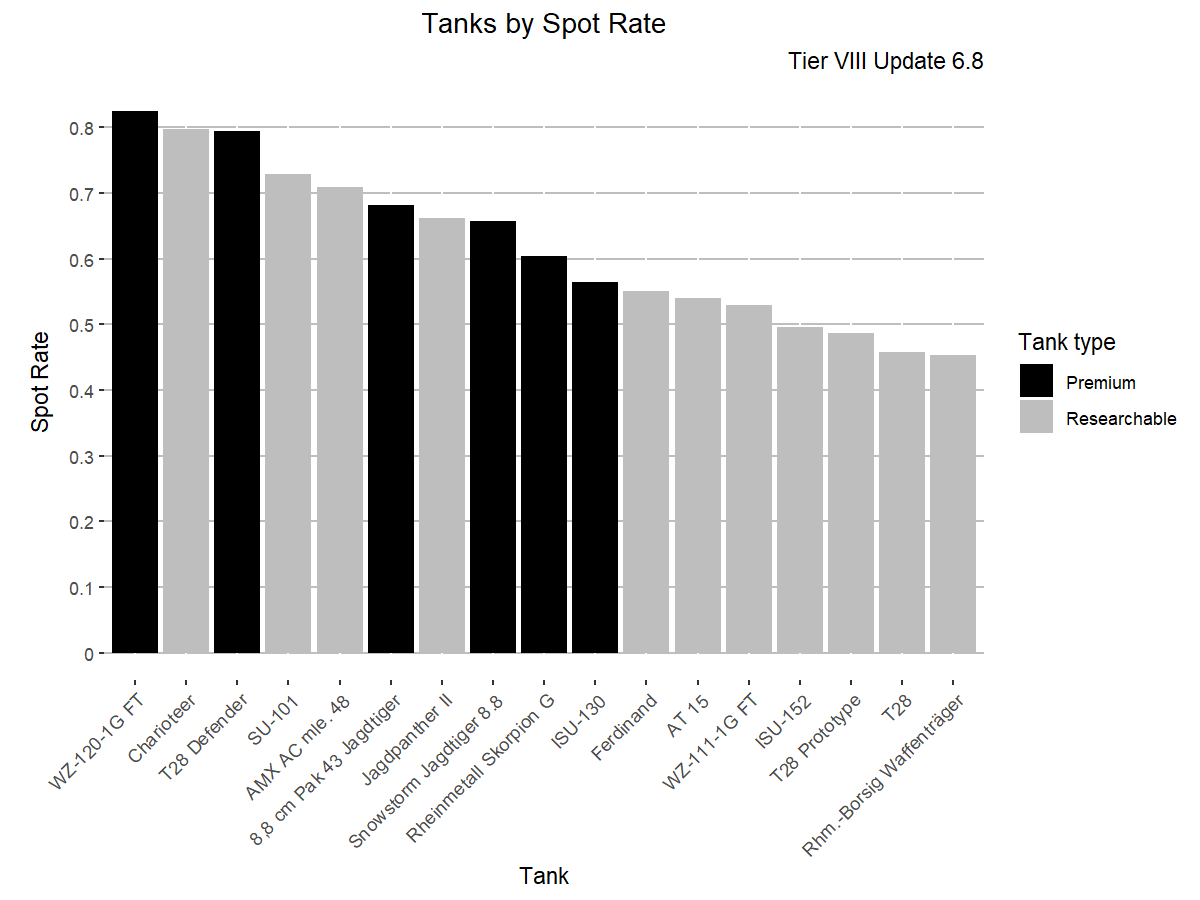 Tanks by Spot Rate
Tier VIII Update 6.8
Spot Rate
0.8
0.7
0.6
0.5
0.4
0.3
0.2
0.1
0
WZ-120-1G FT
Charioteer
T28 Defender
SU-101
AMX AC mle. 48
8,8 cm Pak 43 Jagdtiger
Jagdpanther II
Snowstorm Jagdtiger 8.8
Rheinmetall Skorpion G
ISU-130
Ferdinand
AT 15
WZ-111-1G FT
ISU-152
T28 Prototype
T28
Rhm.-Borsig Waffenträger
Tank
Tank type
Premium
Researchable